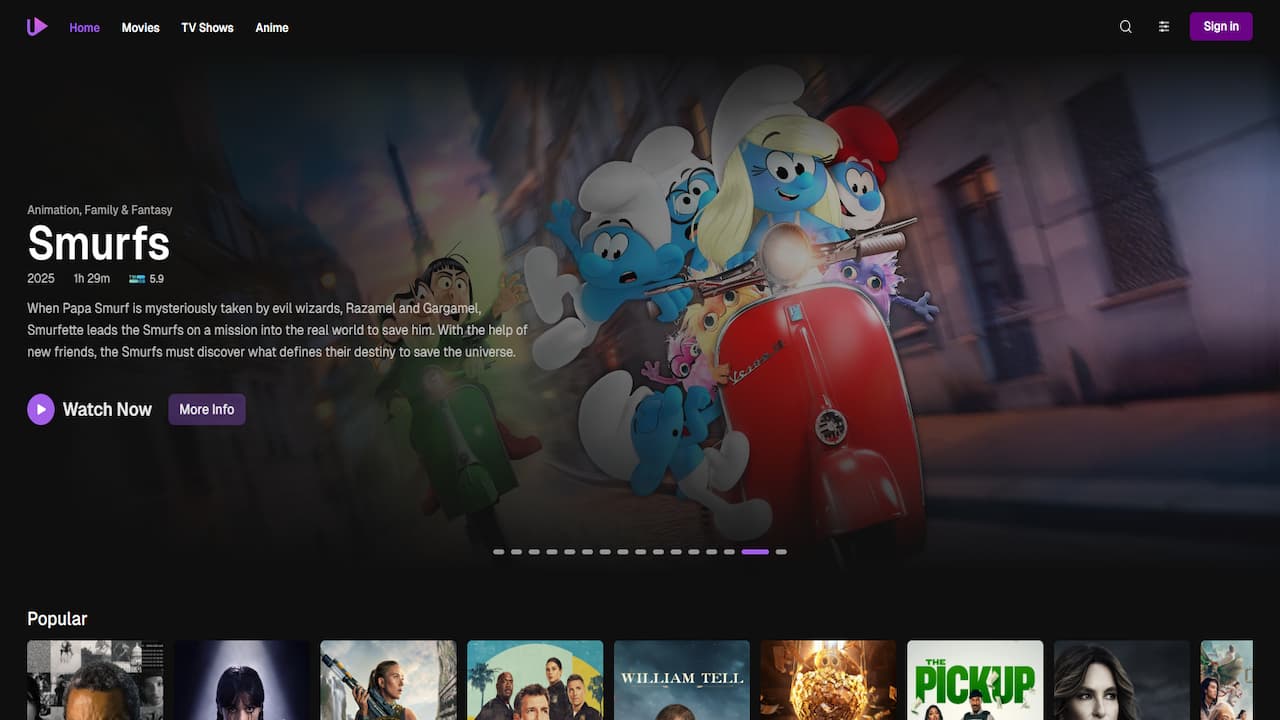 Home Movies TV Shows Anime Sign in
Animation, Family & Fantasy
Smurfs
2025 1h 29m 5.9
When Papa Smurf is mysteriously taken by evil wizards, Razamel and Gargamel,
Smurfette leads the Smurfs on a mission into the real world to save him. With the help of
new friends, the Smurfs must discover what defines their destiny to save the universe.
Watch Now More Info
Vespa
Popular
WILLIAM TELL
THE
PICKUP